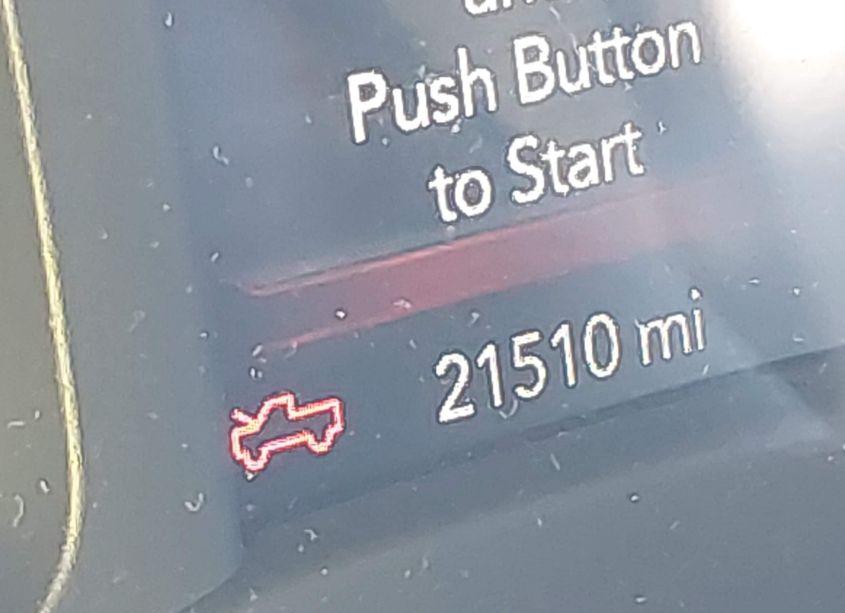 Push Button
to Start
21510 mi